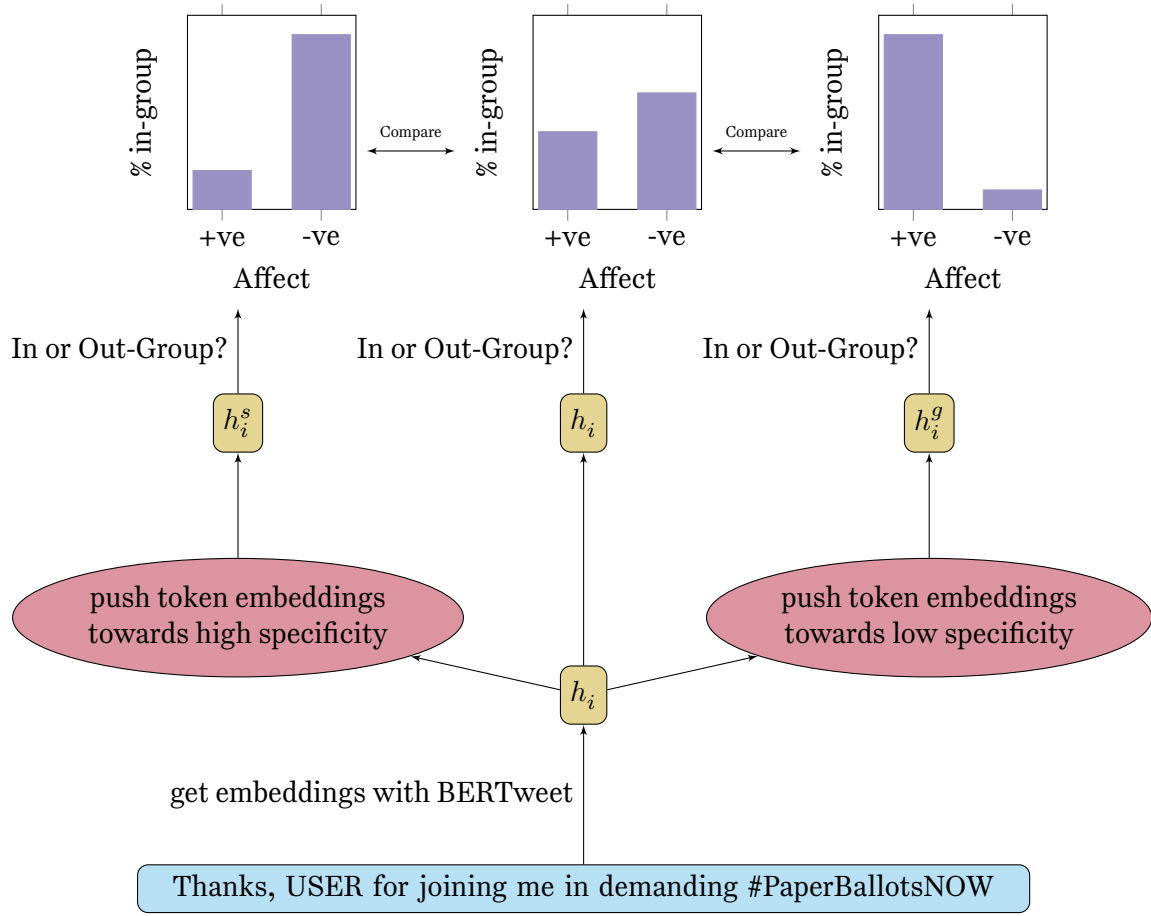 % in-group
+ve -ve
Affect
Compare
% in-group
+ve -ve
Affect
Compare
% in-group
+ve -ve
Affect
In or Out-Group?
In or Out-Group?
In or Out-Group?
h_i^s
h_i
h_i^g
push token embeddings
towards high specificity
push token embeddings
towards low specificity
h_i
get embeddings with BERTweet
Thanks, USER for joining me in demanding #PaperBallotsNOW